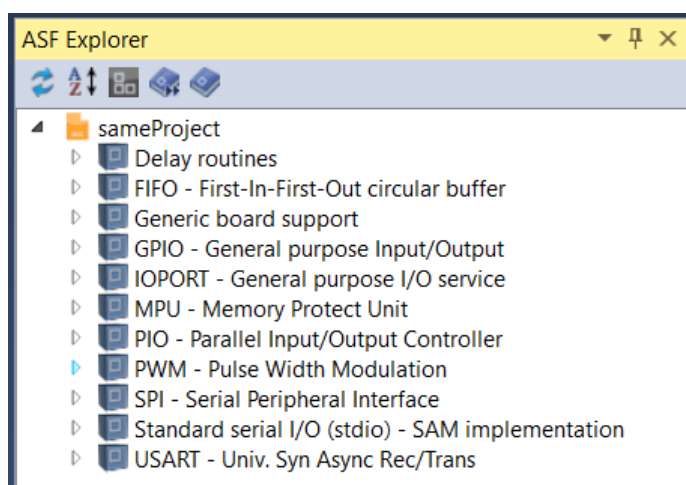 ASF Explorer
A
Z
sameProject
Delay routines
FIFO - First-In-First-Out circular buffer
Generic board support
GPIO - General purpose Input/Output
IOPORT - General purpose I/O service
MPU - Memory Protect Unit
PIO - Parallel Input/Output Controller
PWM - Pulse Width Modulation
SPI - Serial Peripheral Interface
Standard serial I/O (stdio) - SAM implementation
USART - Univ. Syn Async Rec/Trans